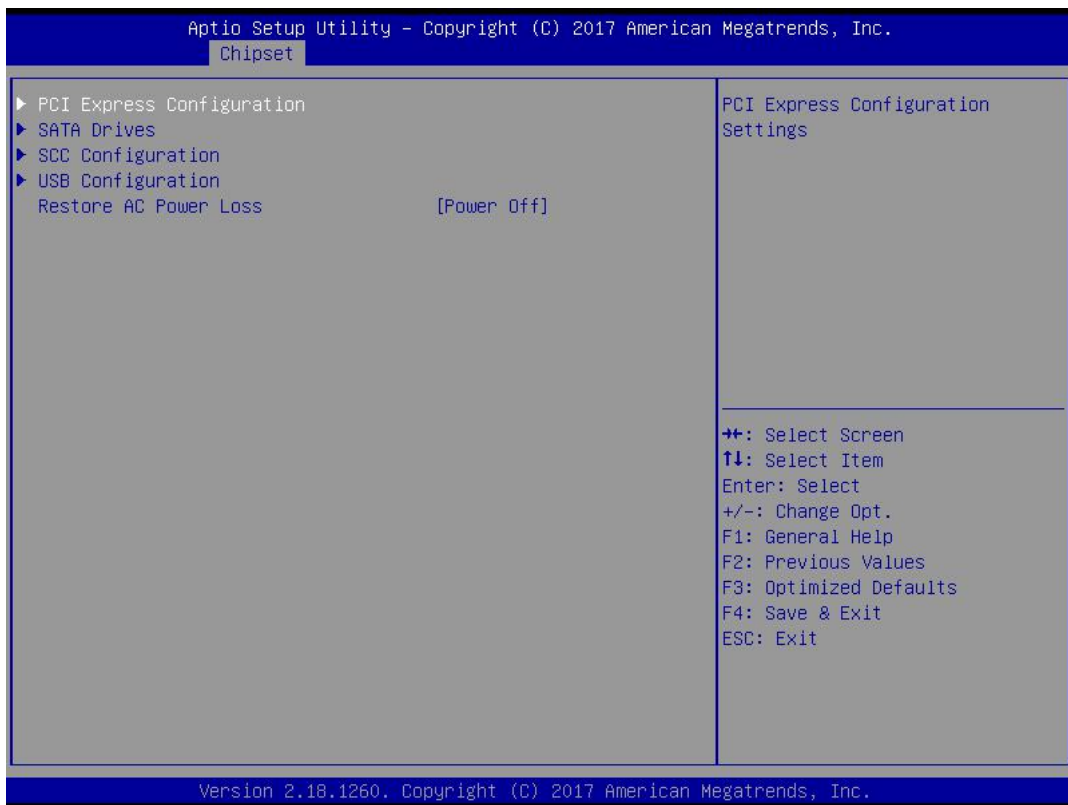 Aptio Setup Utility – Copyright (C) 2017 American Megatrends, Inc.
Chipset
▶ PCI Express Configuration
▶ SATA Drives
▶ SCC Configuration
▶ USB Configuration
Restore AC Power Loss [Power Off]
PCI Express Configuration
Settings
→←: Select Screen
↑↓: Select Item
Enter: Select
+/-: Change Opt.
F1: General Help
F2: Previous Values
F3: Optimized Defaults
F4: Save & Exit
ESC: Exit
Version 2.18.1260. Copyright (C) 2017 American Megatrends, Inc.